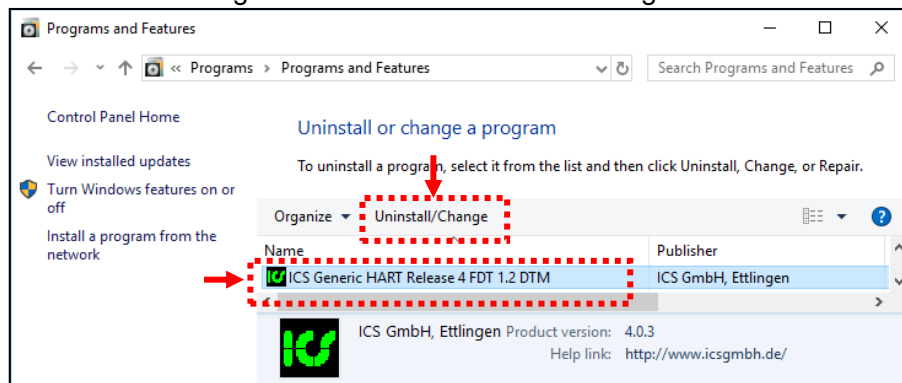 Programs and Features
« Programs > Programs and Features
Search Programs and Features
Control Panel Home
View installed updates
Turn Windows features on or
off
Install a program from the
network
Uninstall or change a program
To uninstall a program, select it from the list and then click Uninstall, Change, or Repair.
Organize Uninstall/Change
Name Publisher
ICS Generic HART Release 4 FDT 1.2 DTM ICS GmbH, Ettlingen
ICS
ICS GmbH, Ettlingen Product version: 4.0.3
Help link: http://www.icsgmbh.de/